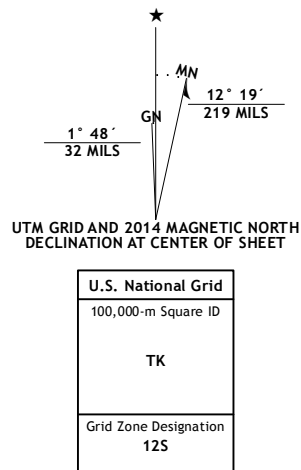 MN
GN
12° 19´
219 MILS
1° 48´
32 MILS
UTM GRID AND 2014 MAGNETIC NORTH
DECLINATION AT CENTER OF SHEET
U.S. National Grid
100,000-m Square ID
TK
Grid Zone Designation
12S